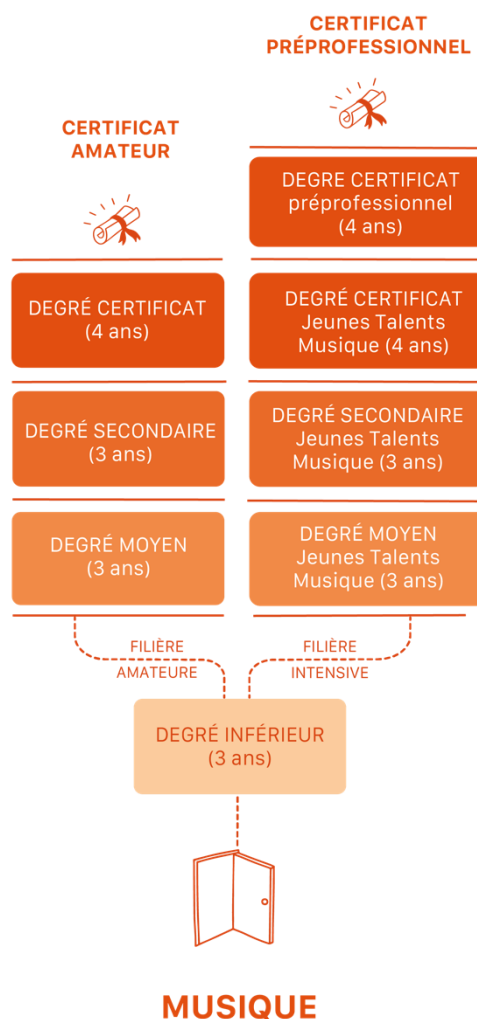 CERTIFICAT
PRÉPROFESSIONNEL
CERTIFICAT
AMATEUR
DEGRE CERTIFICAT
préprofessionnel
(4 ans)
DEGRÉ CERTIFICAT
(4 ans)
DEGRÉ CERTIFICAT
Jeunes Talents
Musique (4 ans)
DEGRÉ SECONDAIRE
(3 ans)
DEGRÉ SECONDAIRE
Jeunes Talents
Musique (3 ans)
DEGRÉ MOYEN
(3 ans)
DEGRÉ MOYEN
Jeunes Talents
Musique (3 ans)
FILIÈRE
AMATEURE
FILIÈRE
INTENSIVE
DEGRÉ INFÉRIEUR
(3 ans)
MUSIQUE